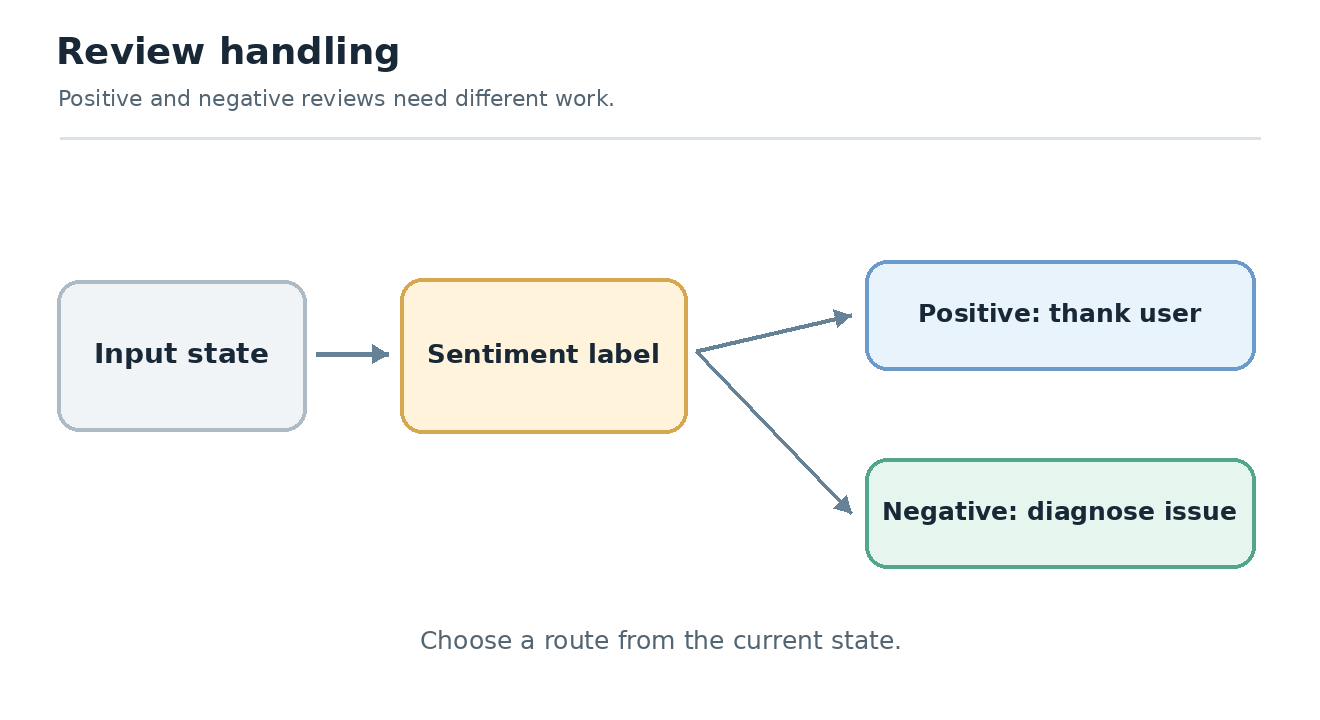 Review handling
Positive and negative reviews need different work.
Input state
Sentiment label
Positive: thank user
Negative: diagnose issue
Choose a route from the current state.